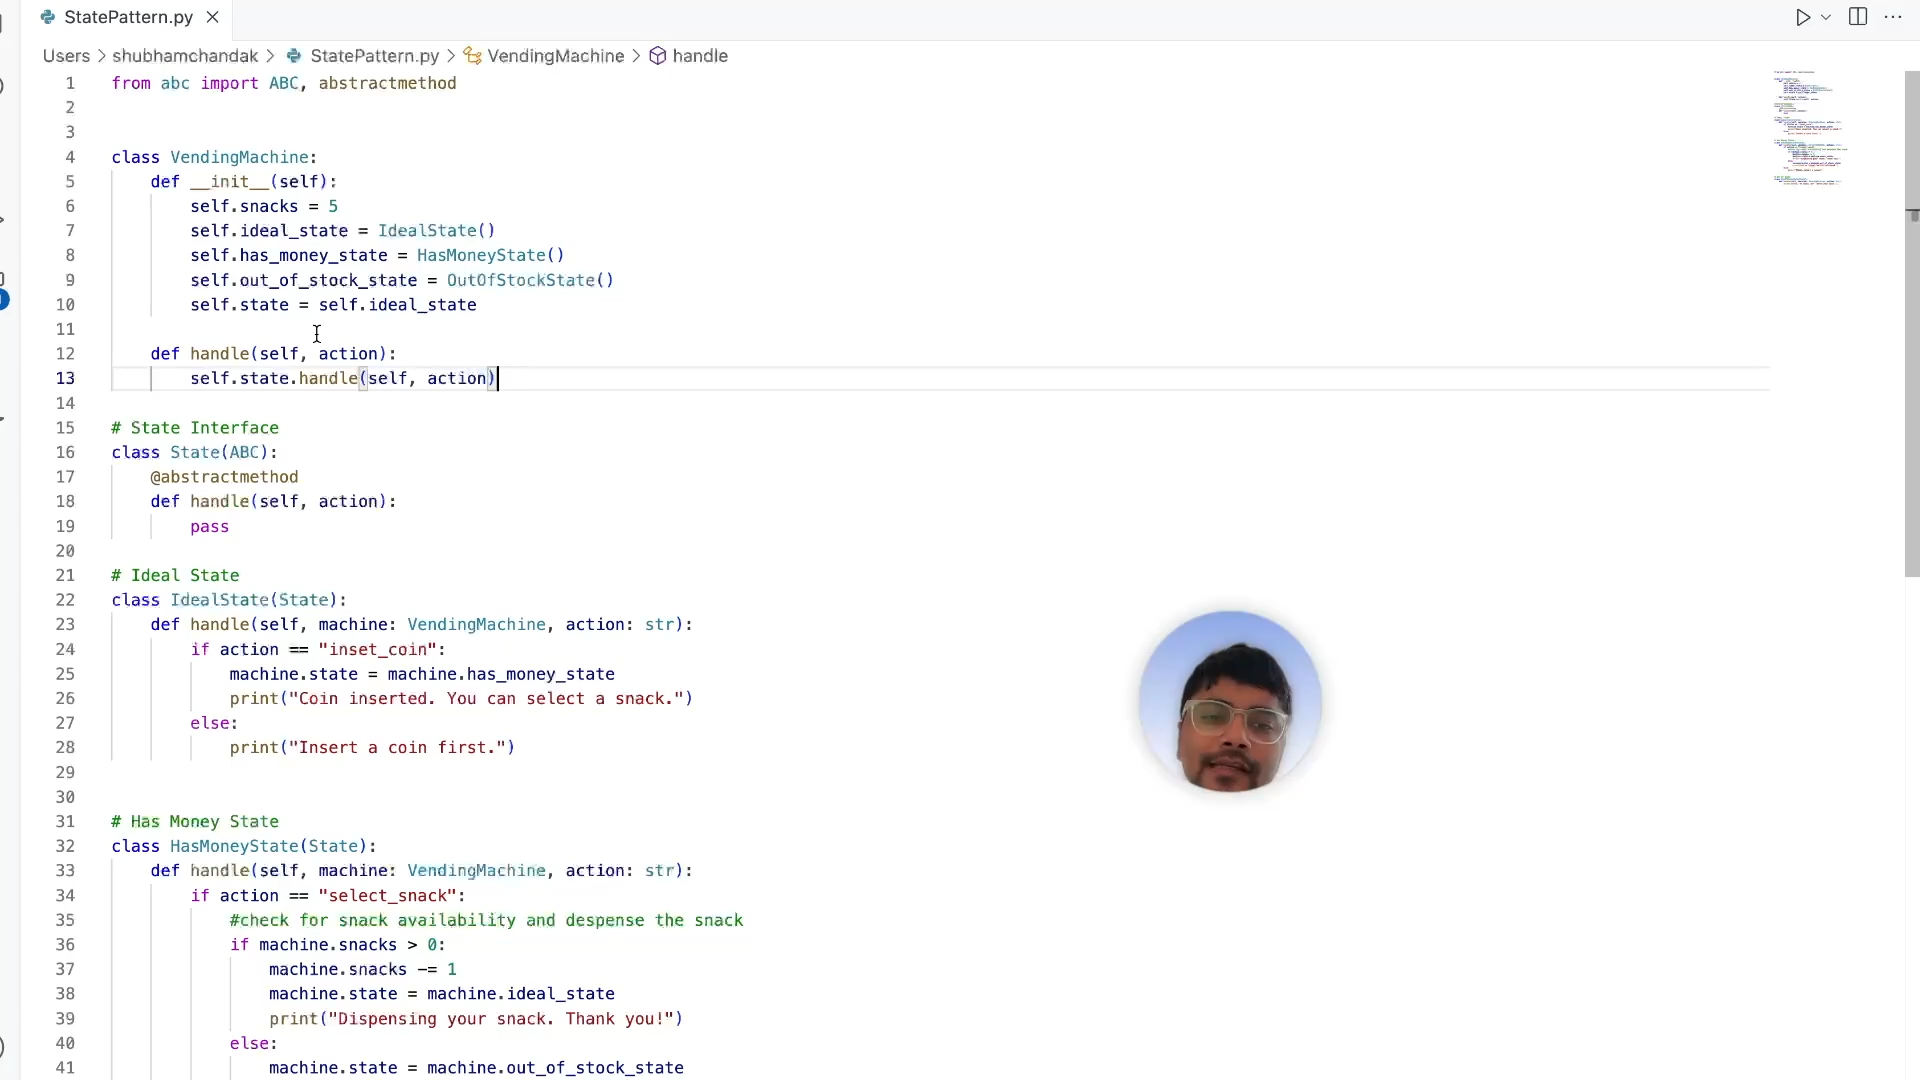 StatePattern.py
Users > shubhamchandak > StatePattern.py > VendingMachine > handle
1 from abc import ABC, abstractmethod
2
3
4 class VendingMachine:
5 def __init__(self):
6 self.snacks = 5
7 self.ideal_state = IdealState()
8 self.has_money_state = HasMoneyState()
9 self.out_of_stock_state = OutOfStockState()
10 self.state = self.ideal_state
11
12 def handle(self, action):
13 self.state.handle(self, action)
14
15 # State Interface
16 class State(ABC):
17 @abstractmethod
18 def handle(self, action):
19 pass
20
21 # Ideal State
22 class IdealState(State):
23 def handle(self, machine: VendingMachine, action: str):
24 if action == "inset_coin":
25 machine.state = machine.has_money_state
26 print("Coin inserted. You can select a snack.")
27 else:
28 print("Insert a coin first.")
29
30
31 # Has Money State
32 class HasMoneyState(State):
33 def handle(self, machine: VendingMachine, action: str):
34 if action == "select_snack":
35 #check for snack availability and despense the snack
36 if machine.snacks > 0:
37 machine.snacks -= 1
38 machine.state = machine.ideal_state
39 print("Dispensing your snack. Thank you!")
40 else:
41 machine.state = machine.out_of_stock_state